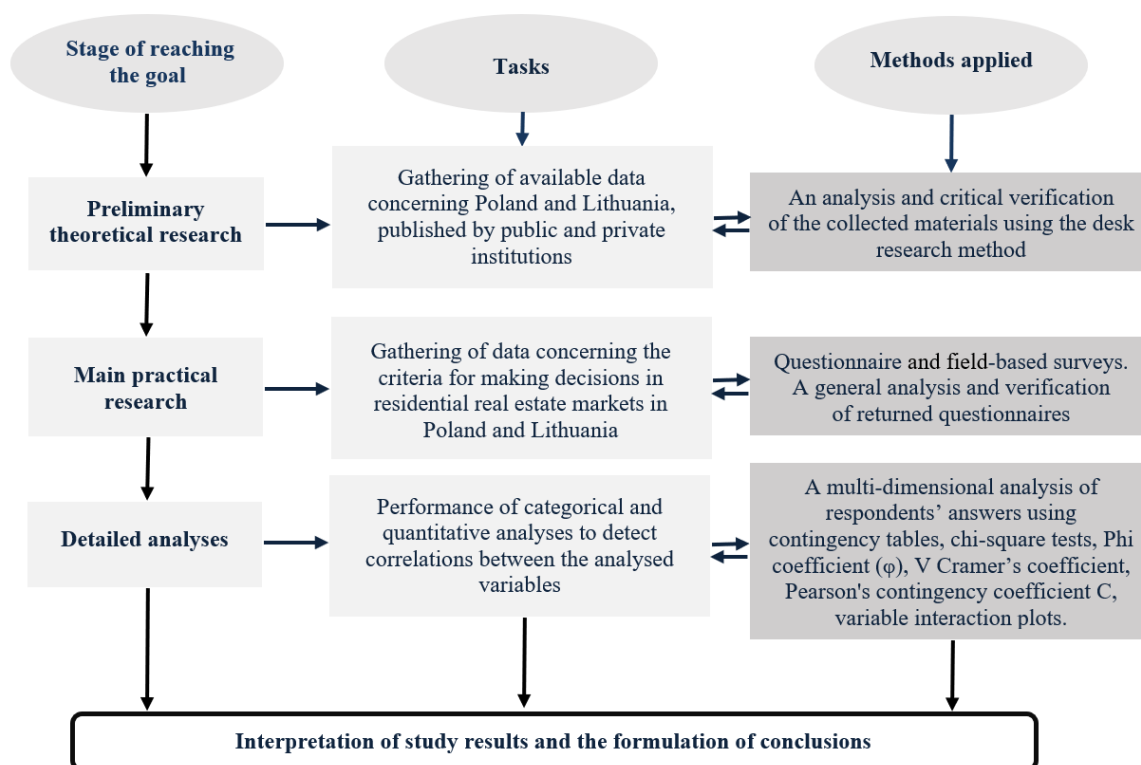 Stage of reaching
the goal
Tasks
Methods applied
Preliminary
theoretical research
Gathering of available data
concerning Poland and Lithuania,
published by public and private
institutions
An analysis and critical verification
of the collected materials using the desk
research method
Main practical
research
Gathering of data concerning the
criteria for making decisions in
residential real estate markets in
Poland and Lithuania
Questionnaire and field-based surveys.
A general analysis and verification
of returned questionnaires
Detailed analyses
Performance of categorical and
quantitative analyses to detect
correlations between the analysed
variables
A multi-dimensional analysis of
respondents’ answers using
contingency tables, chi-square tests, Phi
coefficient (φ), V Cramer’s coefficient,
Pearson's contingency coefficient C,
variable interaction plots.
Interpretation of study results and the formulation of conclusions